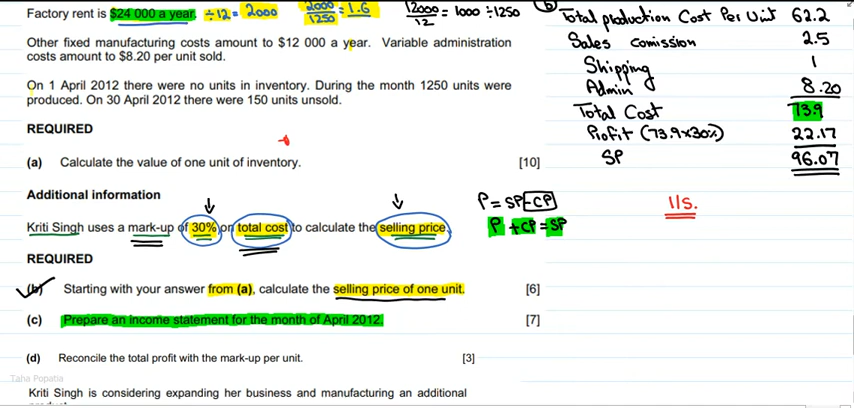 Factory rent is $24 000 a year. ÷12 = 2000 2000/1250 = 1.6 12000/12 = 1000 ÷ 1250
Other fixed manufacturing costs amount to $12 000 a year. Variable administration
costs amount to $8.20 per unit sold.
On 1 April 2012 there were no units in inventory. During the month 1250 units were
produced. On 30 April 2012 there were 150 units unsold.
REQUIRED
(a) Calculate the value of one unit of inventory. [10]
Additional information
Kriti Singh uses a mark-up of 30% on total cost to calculate the selling price.
REQUIRED
(b) Starting with your answer from (a), calculate the selling price of one unit. [6]
(c) Prepare an income statement for the month of April 2012. [7]
(d) Reconcile the total profit with the mark-up per unit. [3]
Taha Popatia
Kriti Singh is considering expanding her business and manufacturing an additional
(b) Total production Cost Per Unit 62.2
Sales comission 2.5
Shipping 1
Admin 8.20
Total Cost 73.9
Profit (73.9x30%) 22.17
SP 96.07
P = SP - CP
P + CP = SP
I/S.